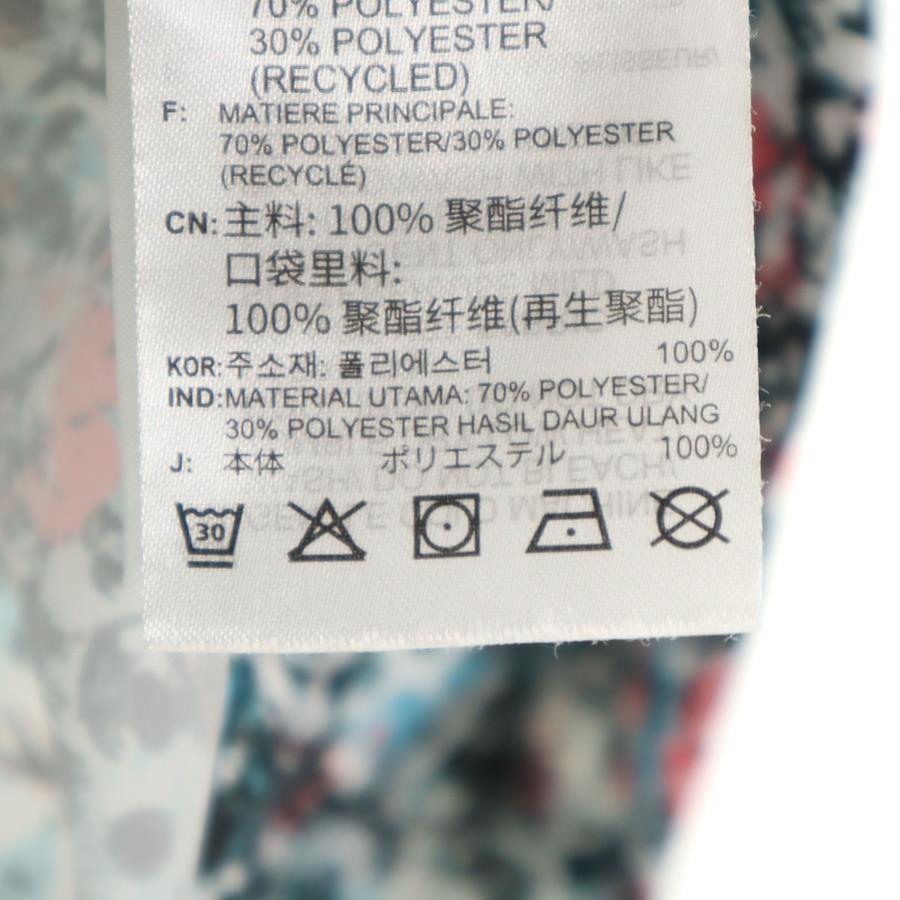 70% POLYESTER/
30% POLYESTER
(RECYCLED)
F: MATIERE PRINCIPALE:
70% POLYESTER/30% POLYESTER
(RECYCLÉ)
CN: 主料: 100% 聚酯纤维/
口袋里料:
100% 聚酯纤维(再生聚酯)
KOR: 주소재: 폴리에스터 100%
IND: MATERIAL UTAMA: 70% POLYESTER/
30% POLYESTER HASIL DAUR ULANG
J: 本体 ポリエステル 100%
30